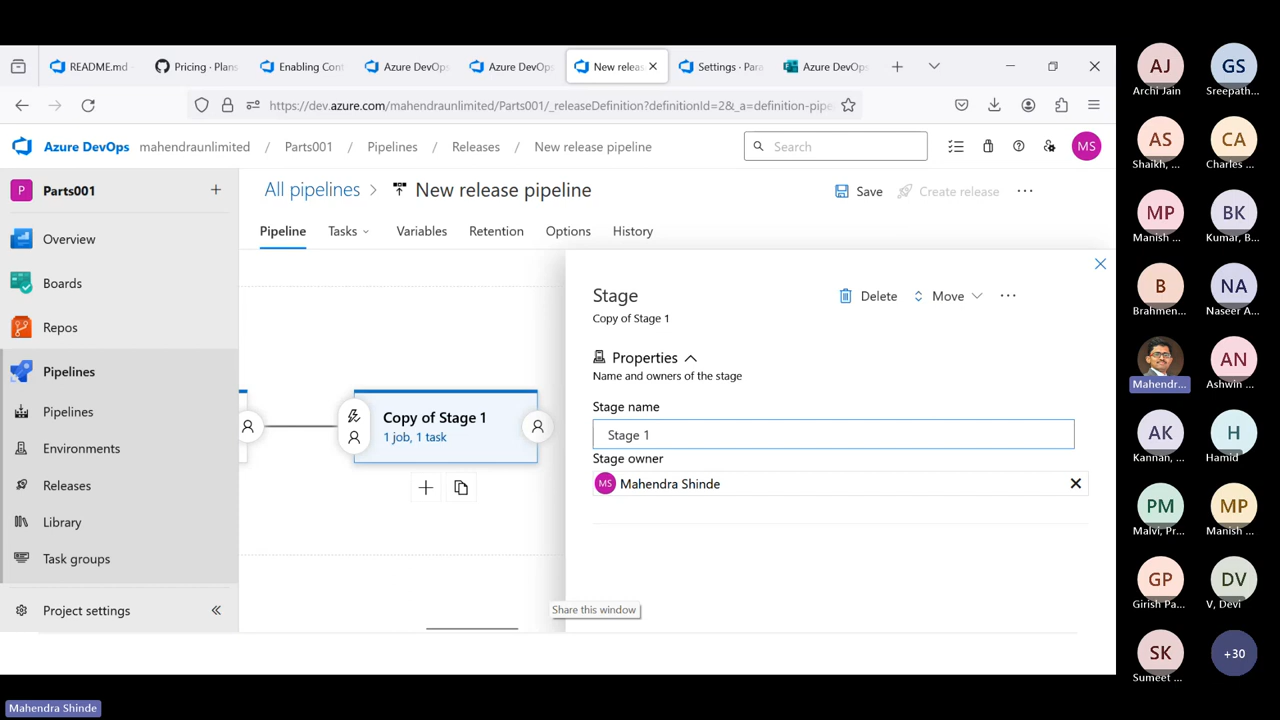 README.md
Pricing · Plans
Enabling Cont
Azure DevOps
Azure DevOps
New releas
Settings · Para
Azure DevOps
https://dev.azure.com/mahendraunlimited/Parts001/_releaseDefinition?definitionId=2&_a=definition-pipe
Azure DevOps mahendraunlimited / Parts001 / Pipelines / Releases / New release pipeline
Search
MS
P Parts001
Overview
Boards
Repos
Pipelines
Pipelines
Environments
Releases
Library
Task groups
Project settings
All pipelines > New release pipeline
Save
Create release
Pipeline Tasks Variables Retention Options History
Copy of Stage 1
1 job, 1 task
Stage
Copy of Stage 1
Delete
Move
Properties
Name and owners of the stage
Stage name
Stage 1
Stage owner
MS Mahendra Shinde
Share this window
AJ
Archi Jain
GS
Sreepath...
AS
Shaikh, ...
CA
Charles ...
MP
Manish ...
BK
Kumar, B...
B
Brahmen...
NA
Naseer A...
Mahendr...
AN
Ashwin ...
AK
Kannan, ...
H
Hamid
PM
Malvi, Pr...
MP
Manish ...
GP
Girish Pa...
DV
V, Devi
SK
Sumeet ...
+30
Mahendra Shinde